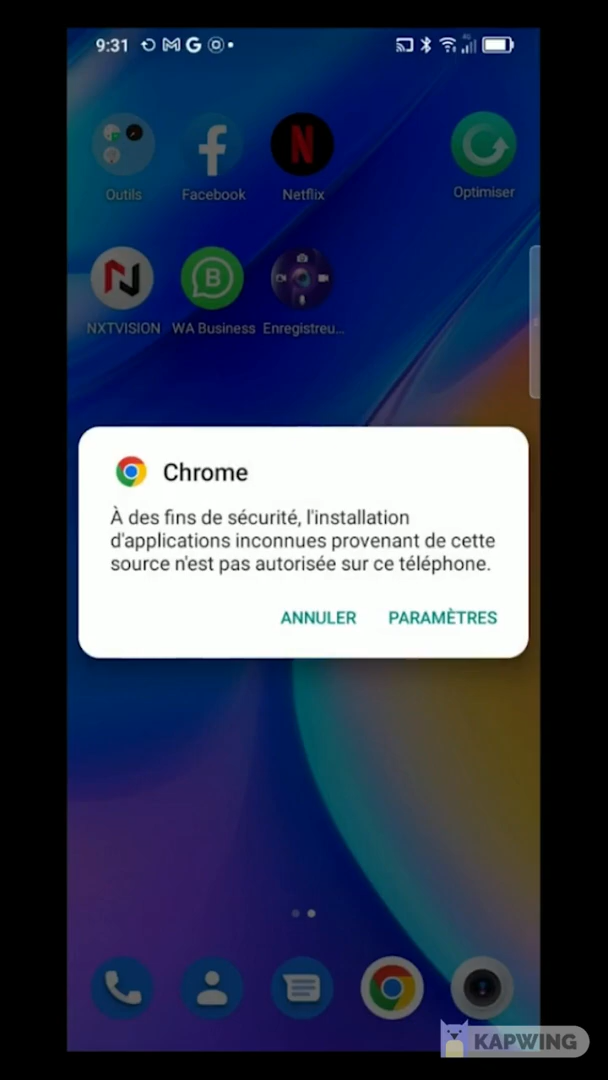 9:31
Outils
Facebook
Netflix
Optimiser
NXTVISION
WA Business
Enregistreu...
Chrome
À des fins de sécurité, l'installation
d'applications inconnues provenant de cette
source n'est pas autorisée sur ce téléphone.
ANNULER
PARAMÈTRES
KAPWING